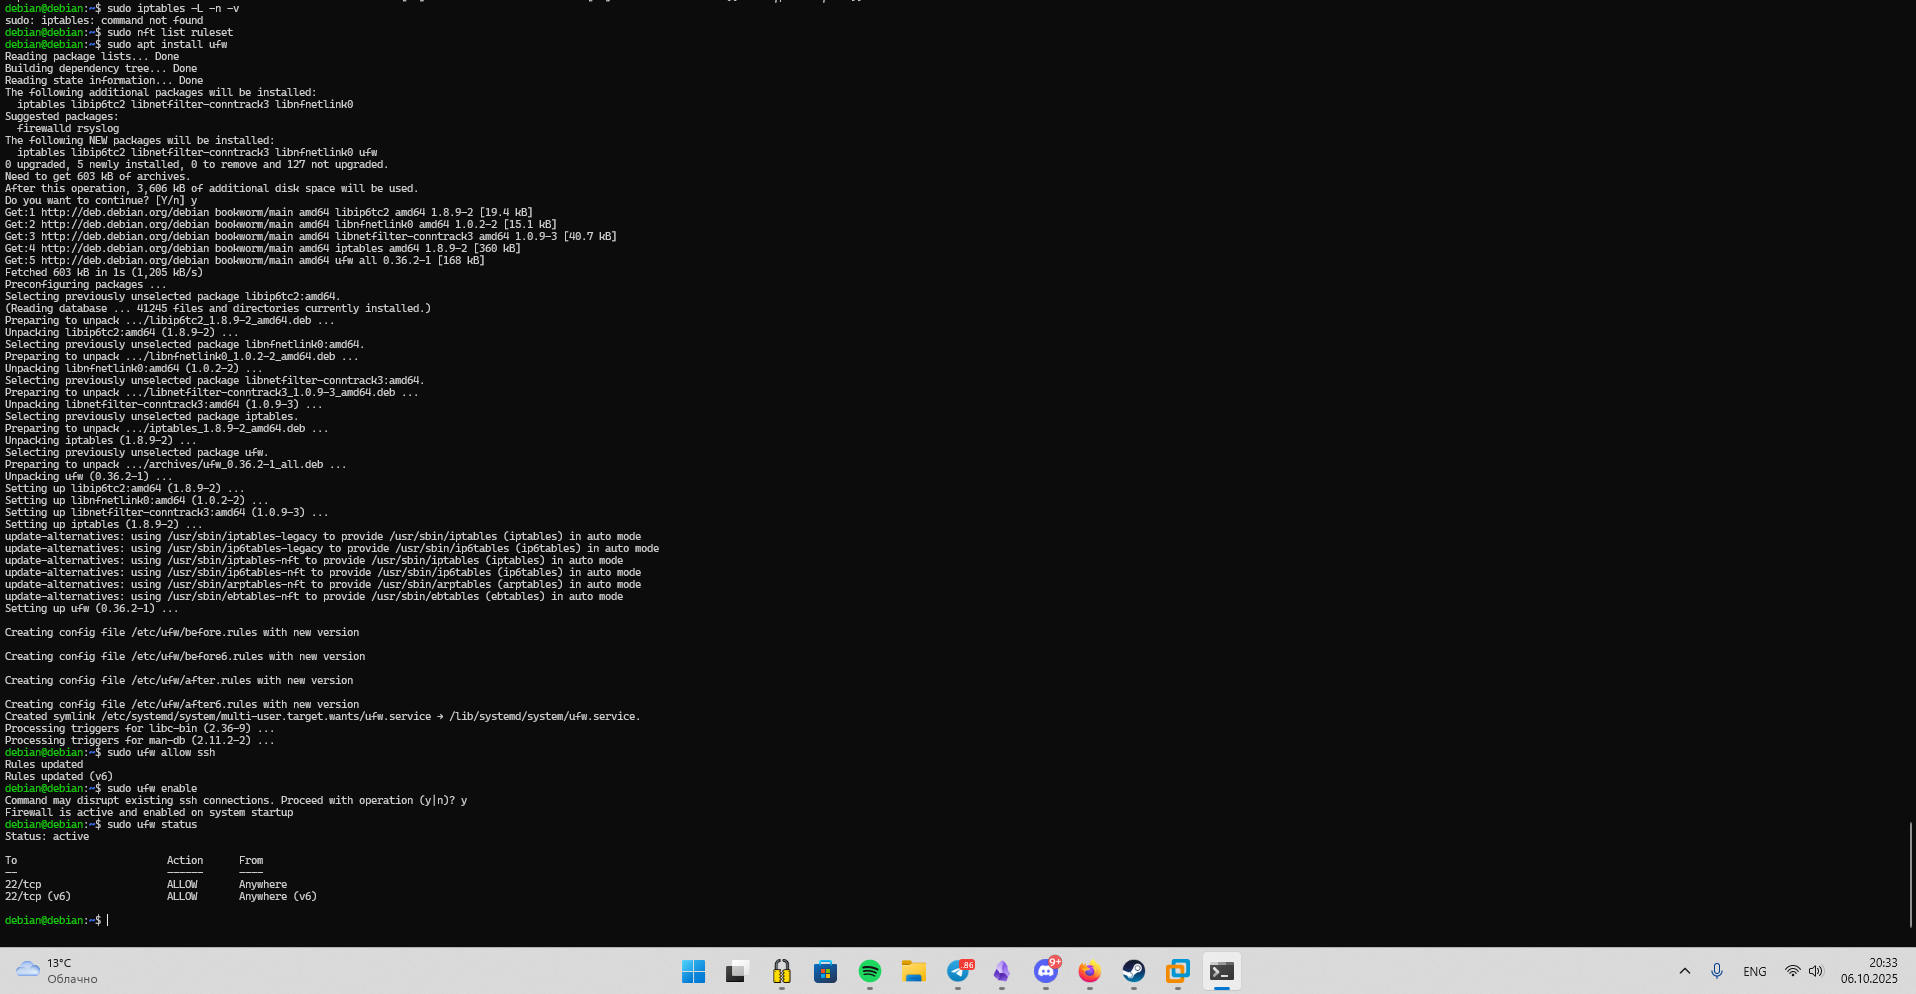 debian@debian:~$ sudo iptables -L -n -v
sudo: iptables: command not found
debian@debian:~$ sudo nft list ruleset
debian@debian:~$ sudo apt install ufw
Reading package lists... Done
Building dependency tree... Done
Reading state information... Done
The following additional packages will be installed:
  iptables libip6tc2 libnetfilter-conntrack3 libnfnetlink0
Suggested packages:
  firewalld rsyslog
The following NEW packages will be installed:
  iptables libip6tc2 libnetfilter-conntrack3 libnfnetlink0 ufw
0 upgraded, 5 newly installed, 0 to remove and 127 not upgraded.
Need to get 603 kB of archives.
After this operation, 3,606 kB of additional disk space will be used.
Do you want to continue? [Y/n] y
Get:1 http://deb.debian.org/debian bookworm/main amd64 libip6tc2 amd64 1.8.9-2 [19.4 kB]
Get:2 http://deb.debian.org/debian bookworm/main amd64 libnfnetlink0 amd64 1.0.2-2 [15.1 kB]
Get:3 http://deb.debian.org/debian bookworm/main amd64 libnetfilter-conntrack3 amd64 1.0.9-3 [40.7 kB]
Get:4 http://deb.debian.org/debian bookworm/main amd64 iptables amd64 1.8.9-2 [360 kB]
Get:5 http://deb.debian.org/debian bookworm/main amd64 ufw all 0.36.2-1 [168 kB]
Fetched 603 kB in 1s (1,205 kB/s)
Preconfiguring packages ...
Selecting previously unselected package libip6tc2:amd64.
(Reading database ... 41245 files and directories currently installed.)
Preparing to unpack .../libip6tc2_1.8.9-2_amd64.deb ...
Unpacking libip6tc2:amd64 (1.8.9-2) ...
Selecting previously unselected package libnfnetlink0:amd64.
Preparing to unpack .../libnfnetlink0_1.0.2-2_amd64.deb ...
Unpacking libnfnetlink0:amd64 (1.0.2-2) ...
Selecting previously unselected package libnetfilter-conntrack3:amd64.
Preparing to unpack .../libnetfilter-conntrack3_1.0.9-3_amd64.deb ...
Unpacking libnetfilter-conntrack3:amd64 (1.0.9-3) ...
Selecting previously unselected package iptables.
Preparing to unpack .../iptables_1.8.9-2_amd64.deb ...
Unpacking iptables (1.8.9-2) ...
Selecting previously unselected package ufw.
Preparing to unpack .../archives/ufw_0.36.2-1_all.deb ...
Unpacking ufw (0.36.2-1) ...
Setting up libip6tc2:amd64 (1.8.9-2) ...
Setting up libnfnetlink0:amd64 (1.0.2-2) ...
Setting up libnetfilter-conntrack3:amd64 (1.0.9-3) ...
Setting up iptables (1.8.9-2) ...
update-alternatives: using /usr/sbin/iptables-legacy to provide /usr/sbin/iptables (iptables) in auto mode
update-alternatives: using /usr/sbin/ip6tables-legacy to provide /usr/sbin/ip6tables (ip6tables) in auto mode
update-alternatives: using /usr/sbin/iptables-nft to provide /usr/sbin/iptables (iptables) in auto mode
update-alternatives: using /usr/sbin/ip6tables-nft to provide /usr/sbin/ip6tables (ip6tables) in auto mode
update-alternatives: using /usr/sbin/arptables-nft to provide /usr/sbin/arptables (arptables) in auto mode
update-alternatives: using /usr/sbin/ebtables-nft to provide /usr/sbin/ebtables (ebtables) in auto mode
Setting up ufw (0.36.2-1) ...
Creating config file /etc/ufw/before.rules with new version
Creating config file /etc/ufw/before6.rules with new version
Creating config file /etc/ufw/after.rules with new version
Creating config file /etc/ufw/after6.rules with new version
Created symlink /etc/systemd/system/multi-user.target.wants/ufw.service → /lib/systemd/system/ufw.service.
Processing triggers for libc-bin (2.36-9) ...
Processing triggers for man-db (2.11.2-2) ...
debian@debian:~$ sudo ufw allow ssh
Rules updated
Rules updated (v6)
debian@debian:~$ sudo ufw enable
Command may disrupt existing ssh connections. Proceed with operation (y|n)? y
Firewall is active and enabled on system startup
debian@debian:~$ sudo ufw status
Status: active
To                         Action      From
--                         ------      ----
22/tcp                     ALLOW       Anywhere
22/tcp (v6)                ALLOW       Anywhere (v6)
debian@debian:~$
13°C
Облачно
86
9+
ENG
20:33
06.10.2025